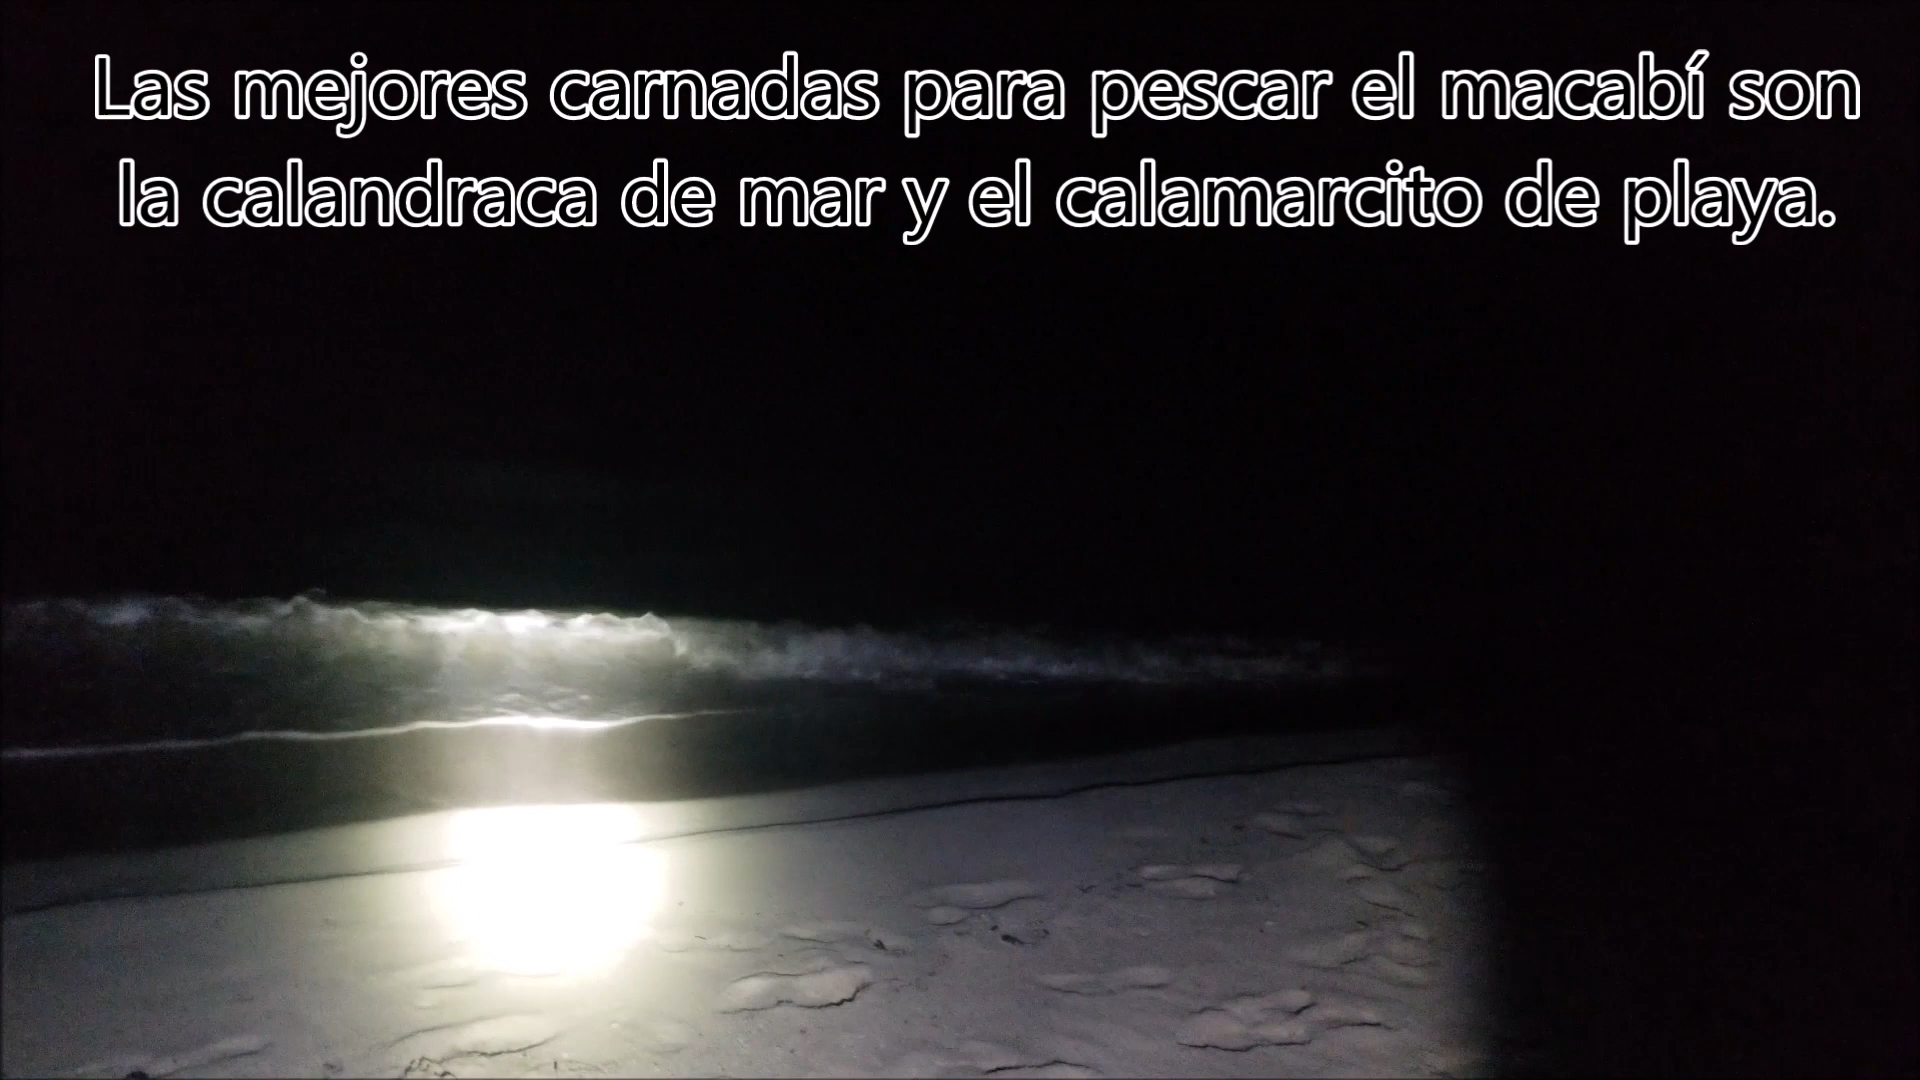 Las mejores carnadas para pescar el macabí son
la calandraca de mar y el calamarcito de playa.